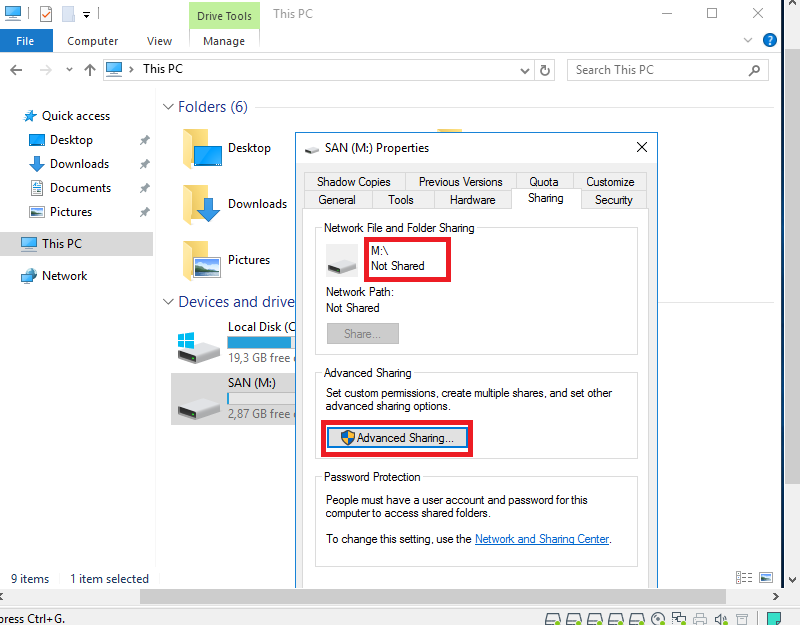 Drive Tools
This PC
File
Computer
View
Manage
This PC
Search This PC
Quick access
Desktop
Downloads
Documents
Pictures
This PC
Network
Folders (6)
Desktop
Downloads
Pictures
Devices and drive
Local Disk (C
19,3 GB free
SAN (M:)
2,87 GB free
SAN (M:) Properties
Shadow Copies
Previous Versions
Quota
Customize
General
Tools
Hardware
Sharing
Security
Network File and Folder Sharing
M:\
Not Shared
Network Path:
Not Shared
Share...
Advanced Sharing
Set custom permissions, create multiple shares, and set other
advanced sharing options.
Advanced Sharing...
Password Protection
People must have a user account and password for this
computer to access shared folders.
To change this setting, use the Network and Sharing Center.
9 items
1 item selected
press Ctrl+G.